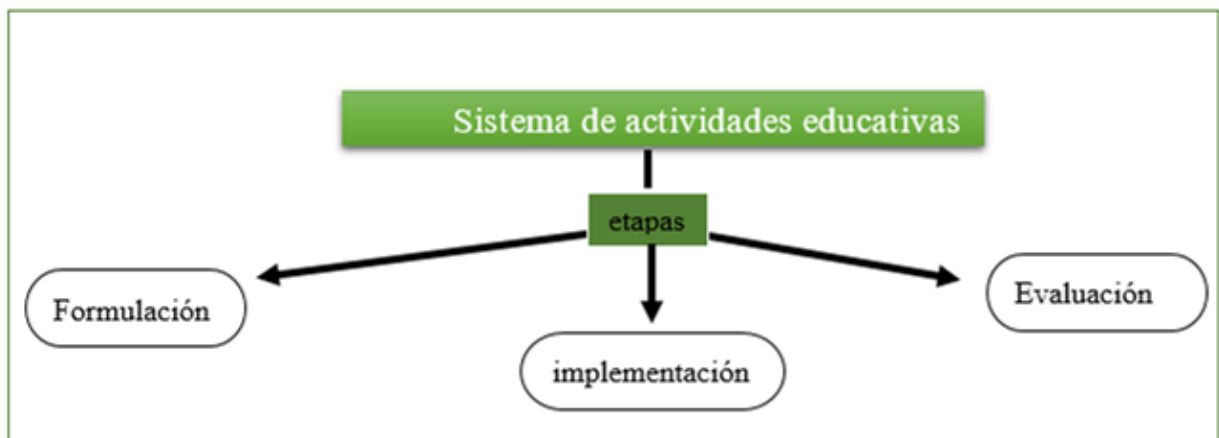 Sistema de actividades educativas
etapas
Formulación
implementación
Evaluación